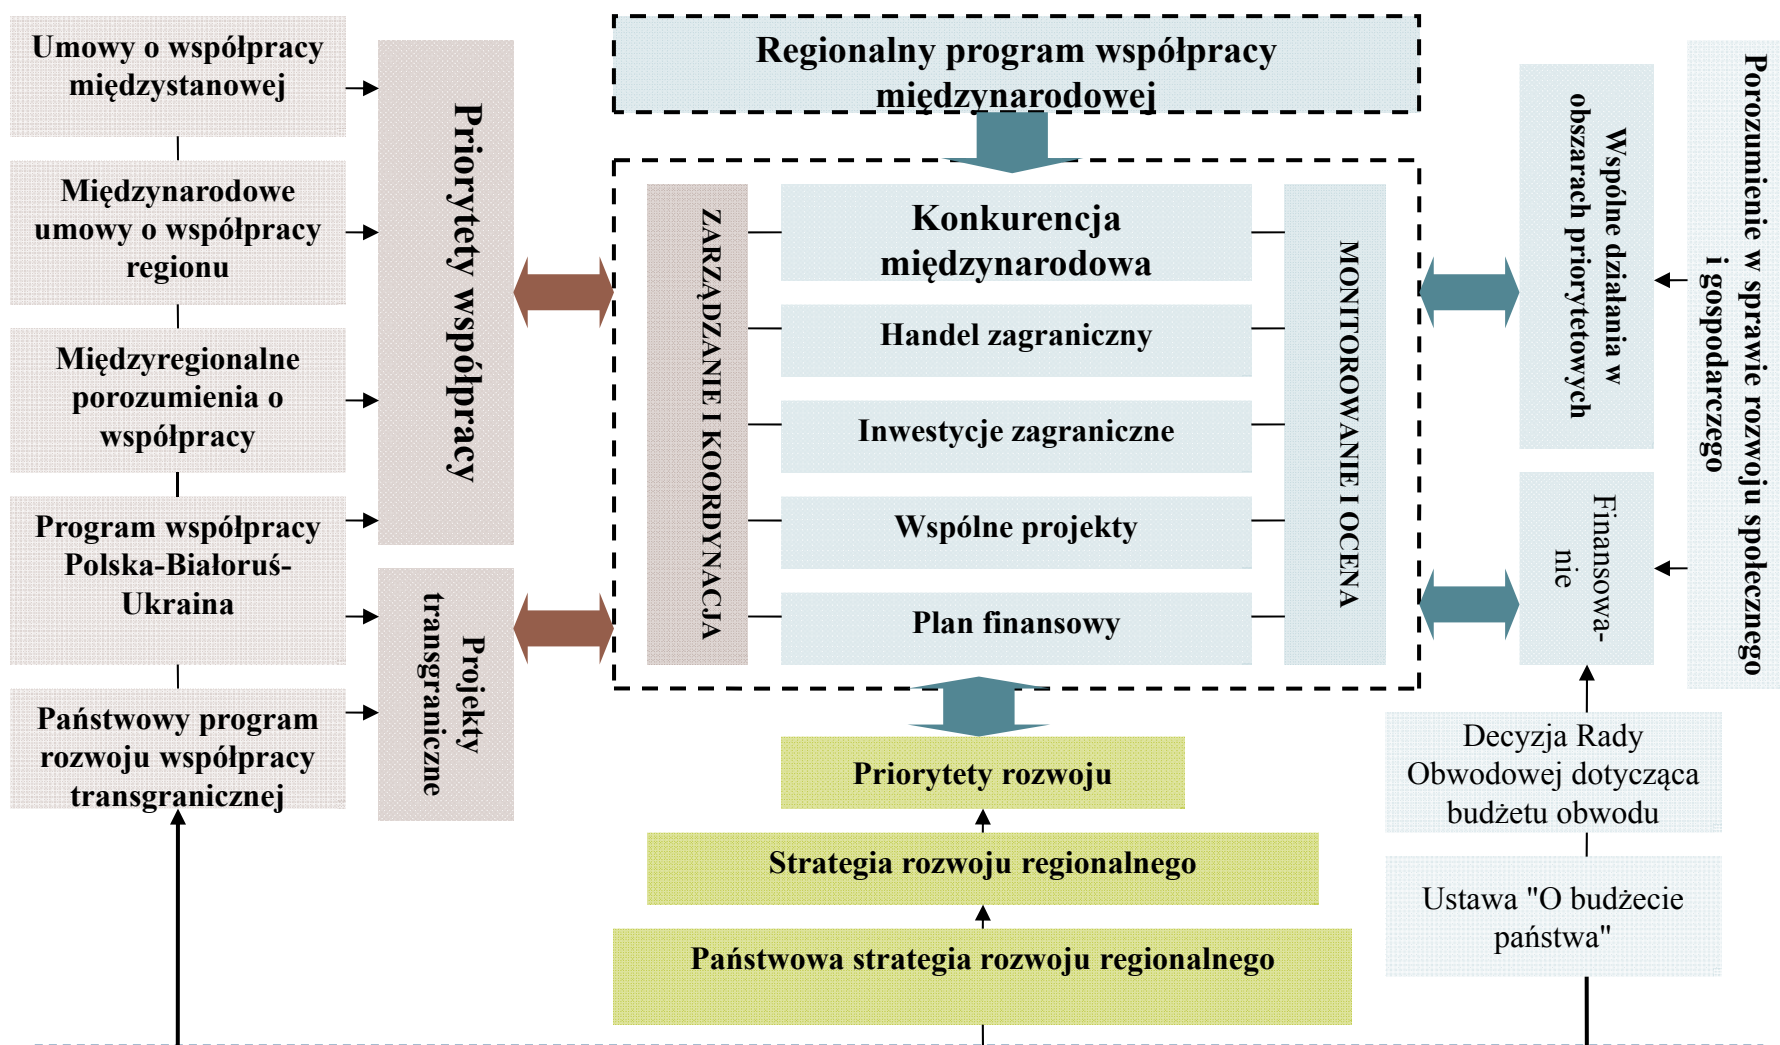 Umowy o współpracy
międzystanowej
Międzynarodowe
umowy o współpracy
regionu
Międzyregionalne
porozumienia o
współpracy
Program współpracy
Polska-Białoruś-
Ukraina
Państwowy program
rozwoju współpracy
transgranicznej
Priorytety współpracy
Projekty
transgraniczne
Regionalny program współpracy
międzynarodowej
ZARZĄDZANIE I KOORDYNACJA
Konkurencja
międzynarodowa
Handel zagraniczny
Inwestycje zagraniczne
Wspólne projekty
Plan finansowy
MONITOROWANIE I OCENA
Priorytety rozwoju
Strategia rozwoju regionalnego
Państwowa strategia rozwoju regionalnego
Wspólne działania w
obszarach priorytetowych
Finansowa-
nie
Porozumienie w sprawie rozwoju społecznego
i gospodarczego
Decyzja Rady
Obwodowej dotycząca
budżetu obwodu
Ustawa "O budżecie
państwa"